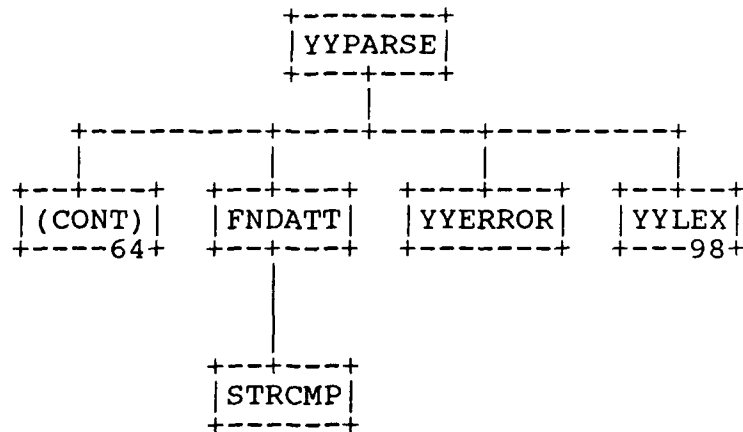 YYPARSE
(CONT) FNDATT YYERROR YYLEX
64 98
STRCMP